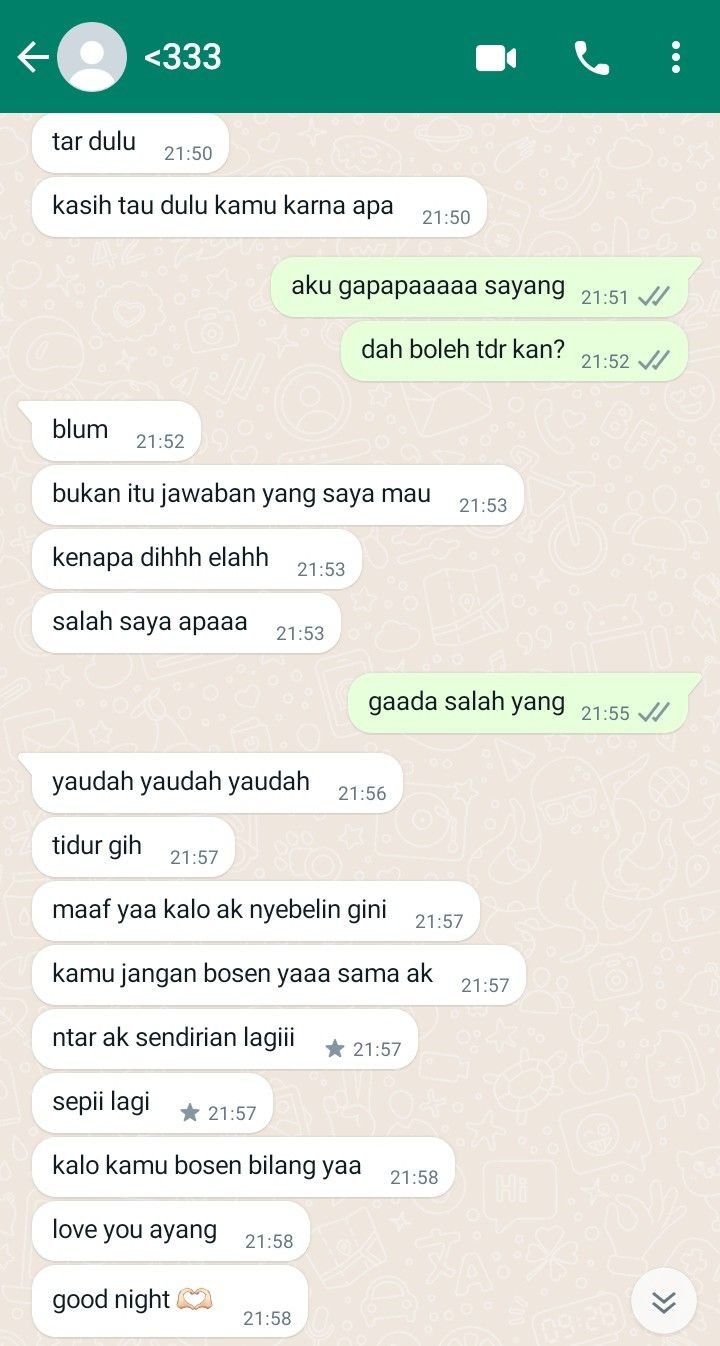 <333
tar dulu 21:50
kasih tau dulu kamu karna apa 21:50
aku gapapaaaaa sayang 21:51
dah boleh tdr kan? 21:52
blum 21:52
bukan itu jawaban yang saya mau 21:53
kenapa dihhh elahh 21:53
salah saya apaaa 21:53
gaada salah yang 21:55
yaudah yaudah yaudah 21:56
tidur gih 21:57
maaf yaa kalo ak nyebelin gini 21:57
kamu jangan bosen yaaa sama ak 21:57
ntar ak sendirian lagiii ★ 21:57
sepii lagi ★ 21:57
kalo kamu bosen bilang yaa 21:58
love you ayang 21:58
good night 🫶🏻 21:58